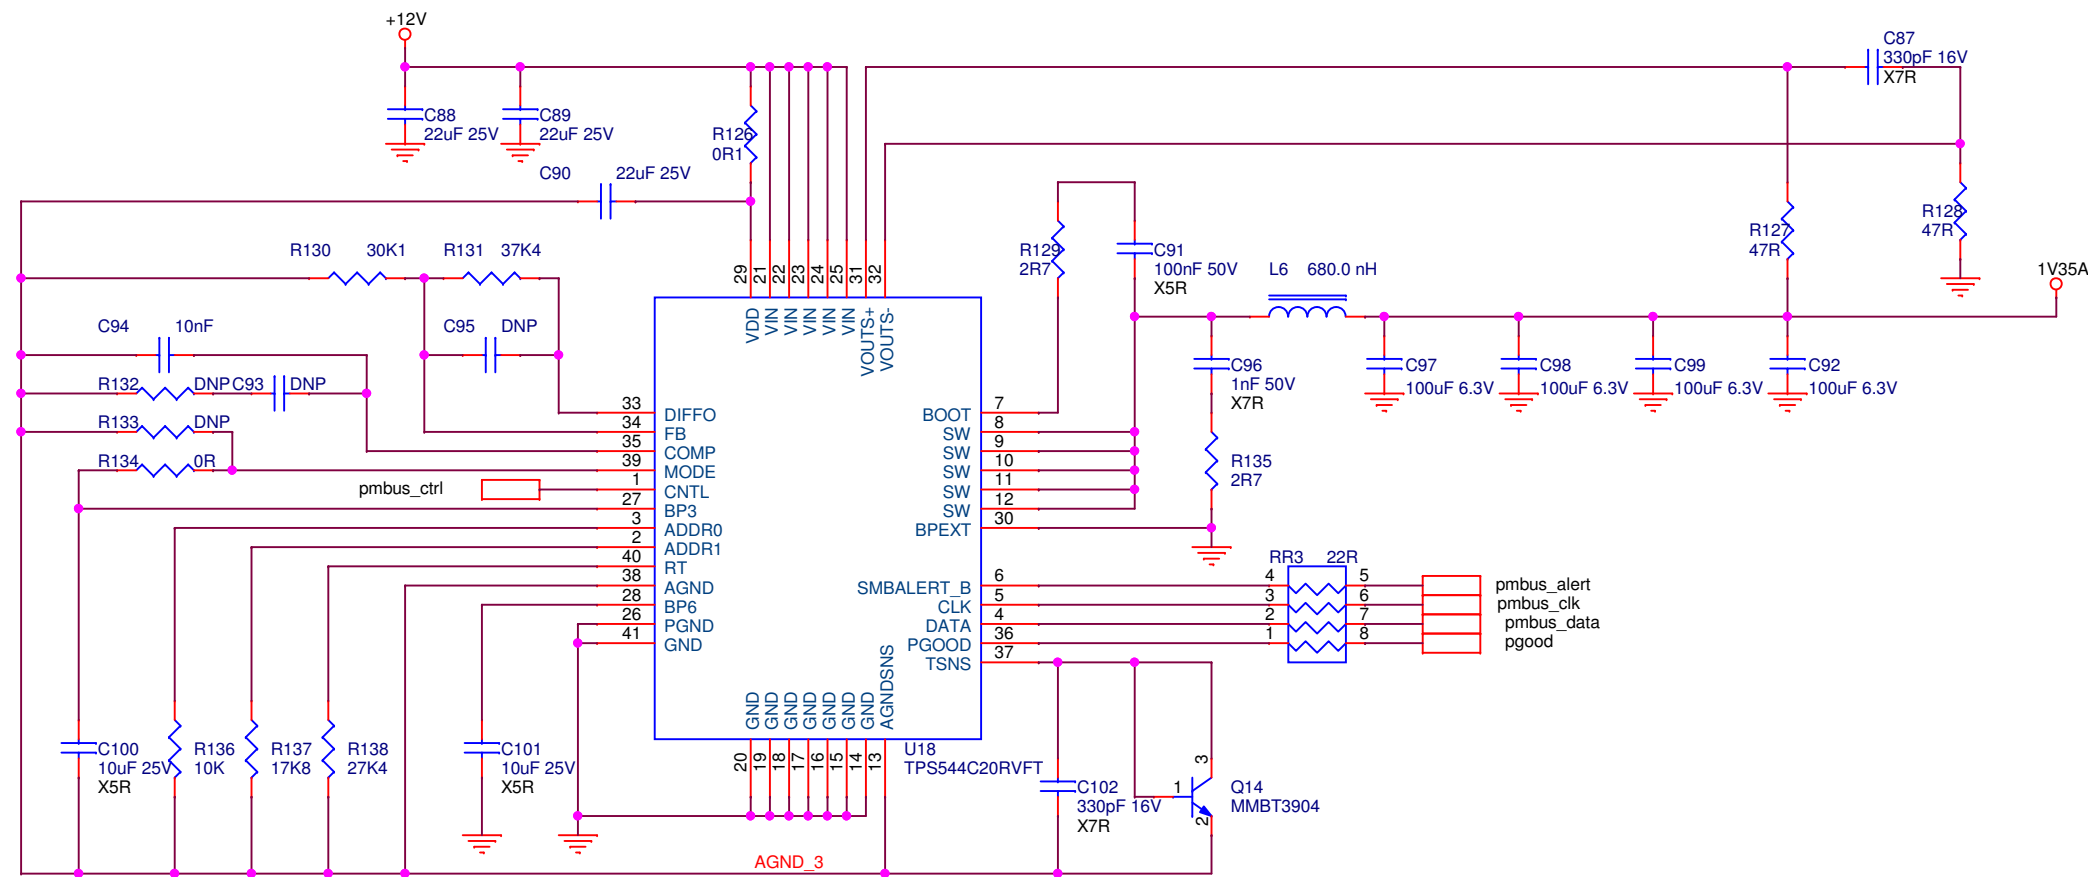 +12V
C87
330pF 16V
X7R
C88
22uF 25V
C89
22uF 25V
R126
0R1
C90 22uF 25V
R130 30K1
R131 37K4
R129
2R7
C91
100nF 50V
X5R
L6 680.0 nH
R127
47R
R128
47R
1V35A
C94 10nF
C95 DNP
R132 DNP
C93 DNP
R133 DNP
R134 0R
29 21 22 23 24 25 31 32
VDD VIN VIN VIN VIN VIN VOUTS+ VOUTS-
C96
1nF 50V
X7R
C97
100uF 6.3V
C98
100uF 6.3V
C99
100uF 6.3V
C92
100uF 6.3V
R135
2R7
pmbus_ctrl
33 DIFFO
34 FB
35 COMP
39 MODE
1 CNTL
27 BP3
3 ADDR0
2 ADDR1
40 RT
38 AGND
28 BP6
26 PGND
41 GND
BOOT 7
SW 8
SW 9
SW 10
SW 11
SW 12
BPEXT 30
SMBALERT_B 6
CLK 5
DATA 4
PGOOD 36
TSNS 37
RR3 22R
4 5 pmbus_alert
3 6 pmbus_clk
2 7 pmbus_data
1 8 pgood
GND GND GND GND GND GND GND AGNDSNS
20 19 18 17 16 15 14 13
U18
TPS544C20RVFT
C100
10uF 25V
X5R
R136
10K
R137
17K8
R138
27K4
C101
10uF 25V
X5R
C102
330pF 16V
X7R
1
3
2
Q14
MMBT3904
AGND_3